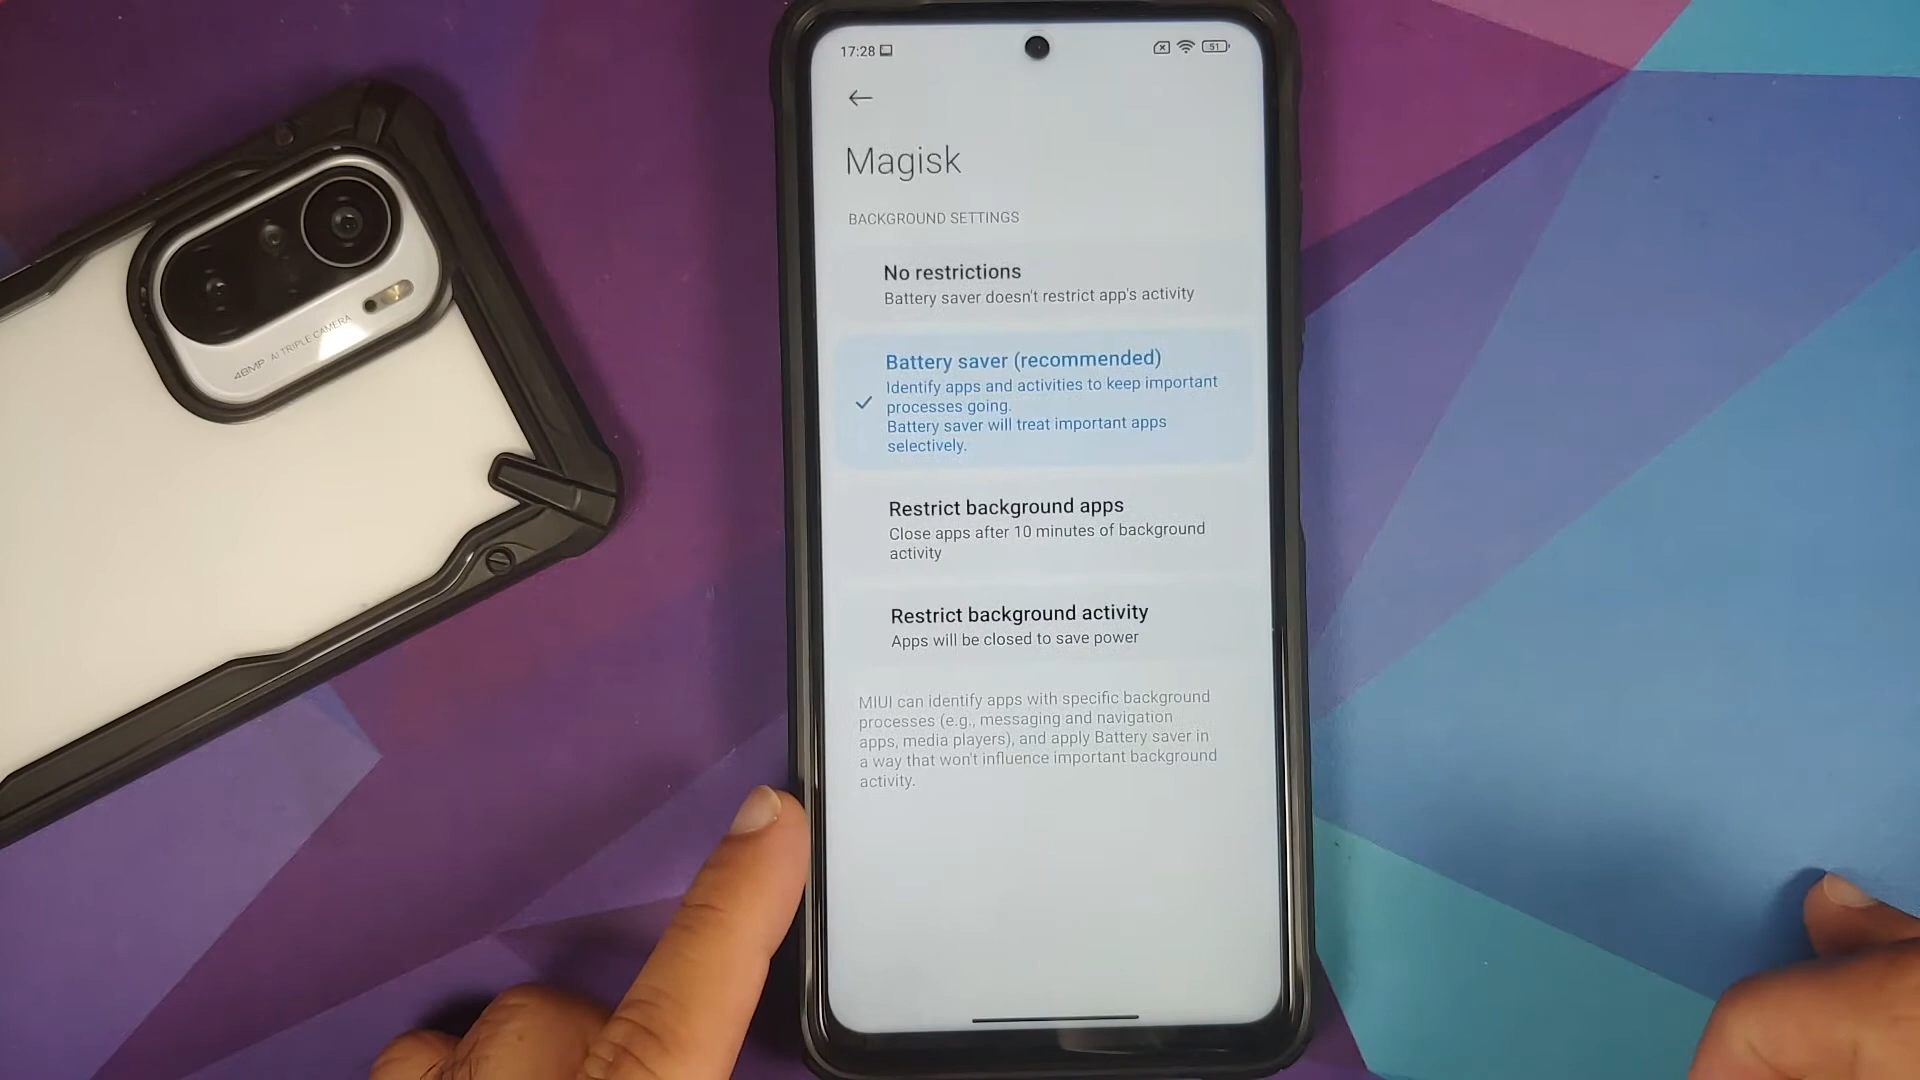 17:28
51
Magisk
BACKGROUND SETTINGS
No restrictions
Battery saver doesn't restrict app's activity
Battery saver (recommended)
Identify apps and activities to keep important
processes going.
Battery saver will treat important apps
selectively.
Restrict background apps
Close apps after 10 minutes of background
activity
Restrict background activity
Apps will be closed to save power
MIUI can identify apps with specific background
processes (e.g., messaging and navigation
apps, media players), and apply Battery saver in
a way that won't influence important background
activity.
48MP AI TRIPLE CAMERA